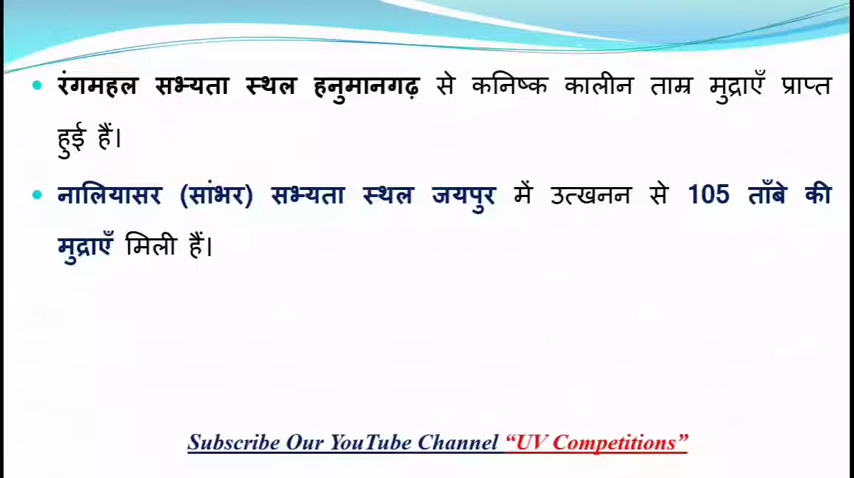 • रंगमहल सभ्यता स्थल हनुमानगढ़ से कनिष्क कालीन ताम्र मुद्राएँ प्राप्त
हुई हैं।
• नालियासर (सांभर) सभ्यता स्थल जयपुर में उत्खनन से 105 ताँबे की
मुद्राएँ मिली हैं।
Subscribe Our YouTube Channel “UV Competitions”